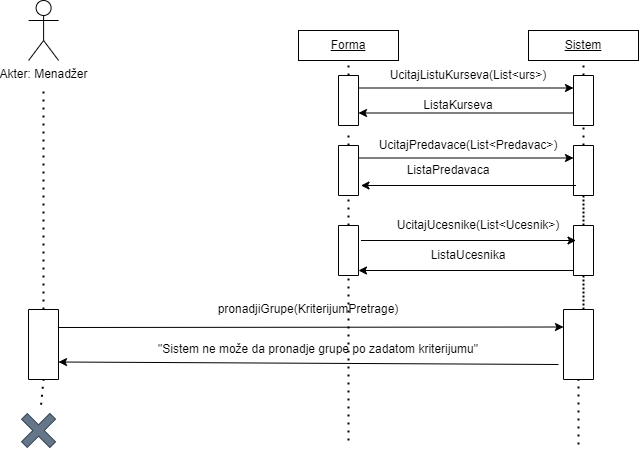 Forma
Sistem
Akter: Menadžer
UcitajListuKurseva(List<urs>)
ListaKurseva
UcitajPredavace(List<Predavac>)
ListaPredavaca
UcitajUcesnike(List<Ucesnik>)
ListaUcesnika
pronadjiGrupe(KriterijumPretrage)
"Sistem ne može da pronadje grupe po zadatom kriterijumu"